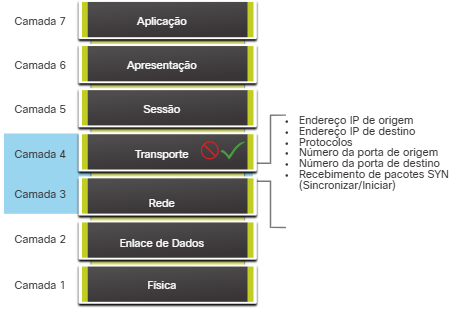 Camada 7
Aplicação
Camada 6
Apresentação
Camada 5
Sessão
Camada 4
Transporte
Camada 3
Rede
Camada 2
Enlace de Dados
Camada 1
Física
• Endereço IP de origem
• Endereço IP de destino
• Protocolos
• Número da porta de origem
• Número da porta de destino
• Recebimento de pacotes SYN
(Sincronizar/Iniciar)